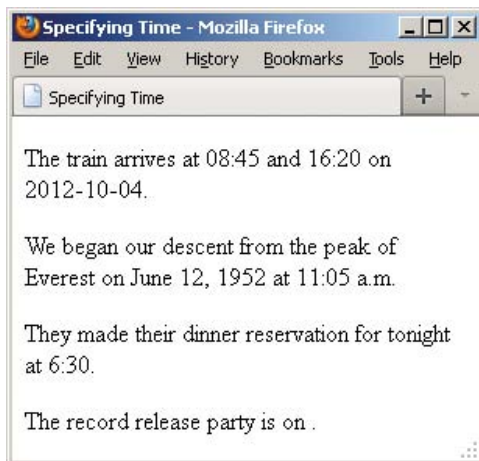 Specifying Time - Mozilla Firefox
File Edit View History Bookmarks Tools Help
Specifying Time
The train arrives at 08:45 and 16:20 on
2012-10-04.
We began our descent from the peak of
Everest on June 12, 1952 at 11:05 a.m.
They made their dinner reservation for tonight
at 6:30.
The record release party is on .